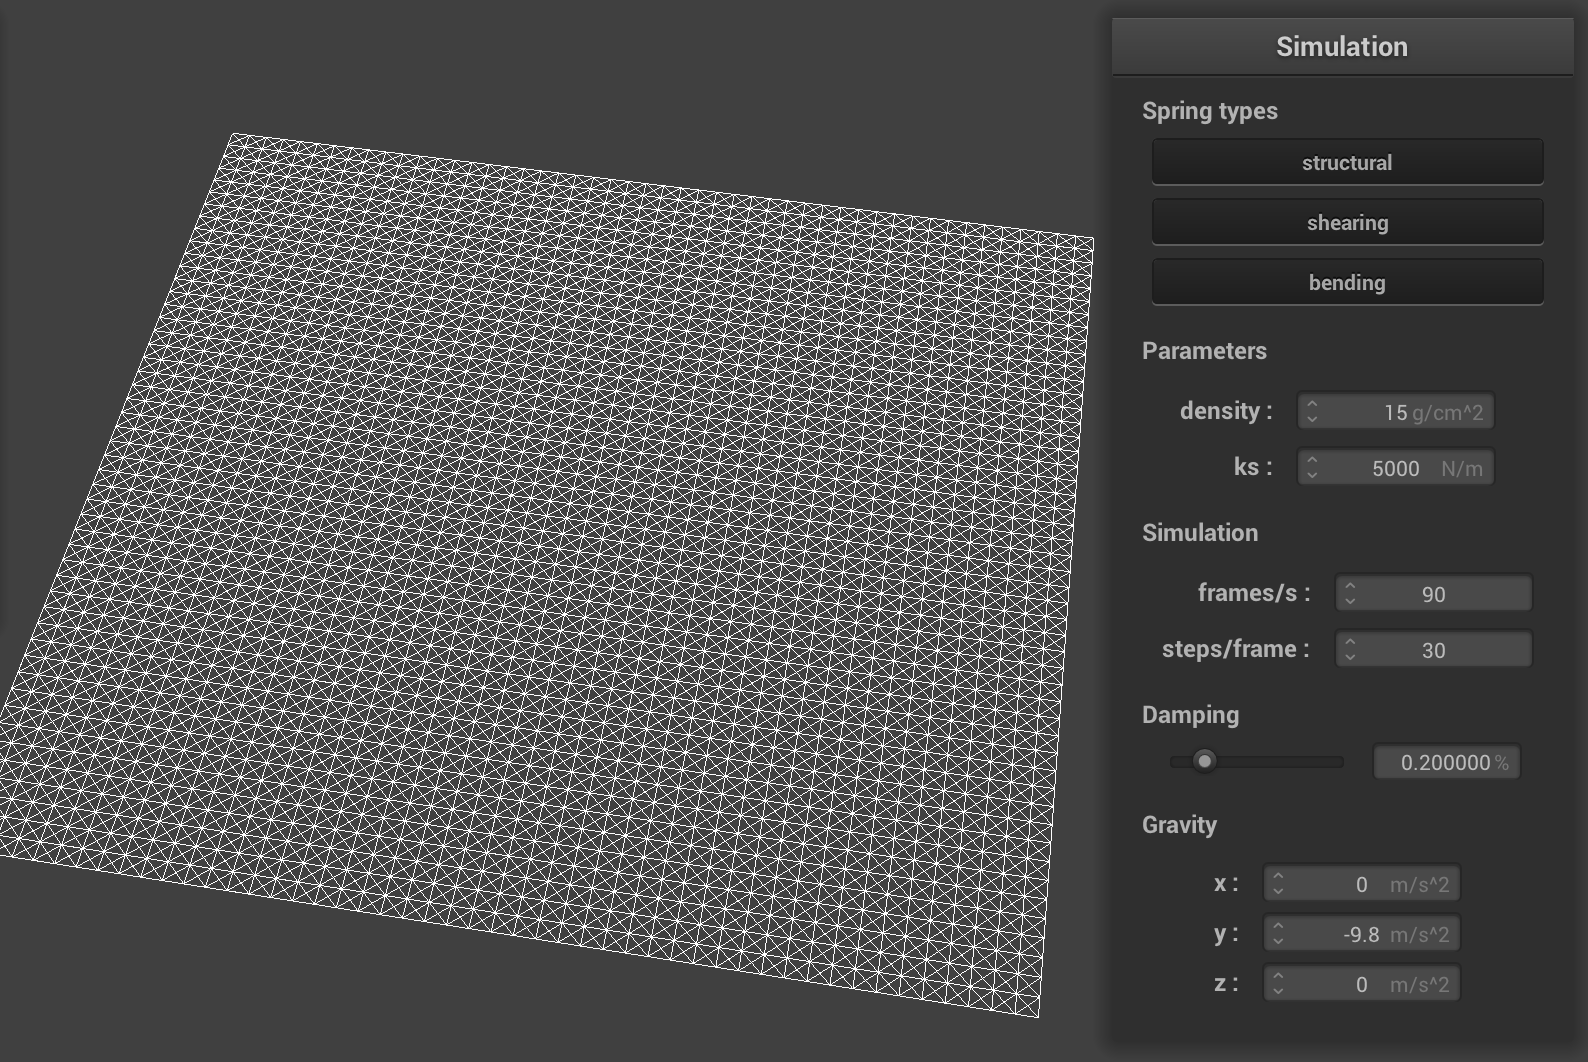 Simulation
Spring types
structural
shearing
bending
Parameters
density : 15 g/cm^2
ks : 5000 N/m
Simulation
frames/s : 90
steps/frame : 30
Damping
0.200000 %
Gravity
x : 0 m/s^2
y : -9.8 m/s^2
z : 0 m/s^2